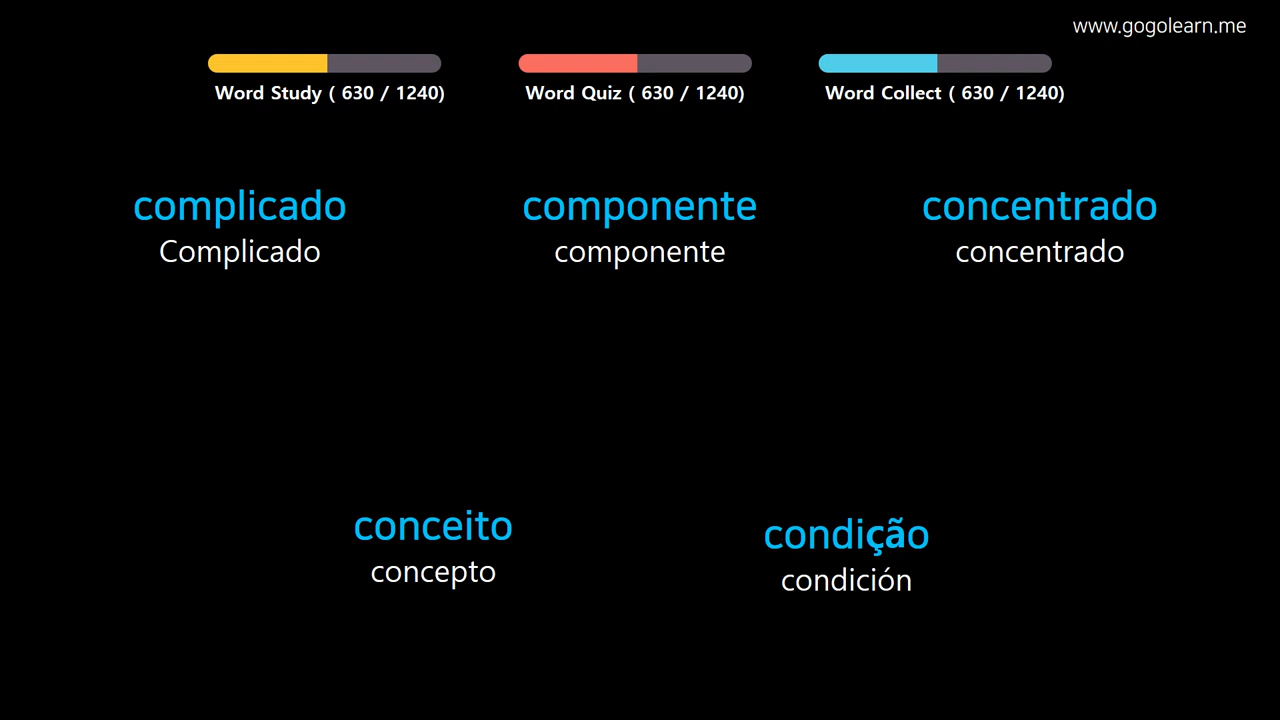 www.gogolearn.me
Word Study ( 630 / 1240)
Word Quiz ( 630 / 1240)
Word Collect ( 630 / 1240)
complicado
Complicado
componente
componente
concentrado
concentrado
conceito
concepto
condição
condición